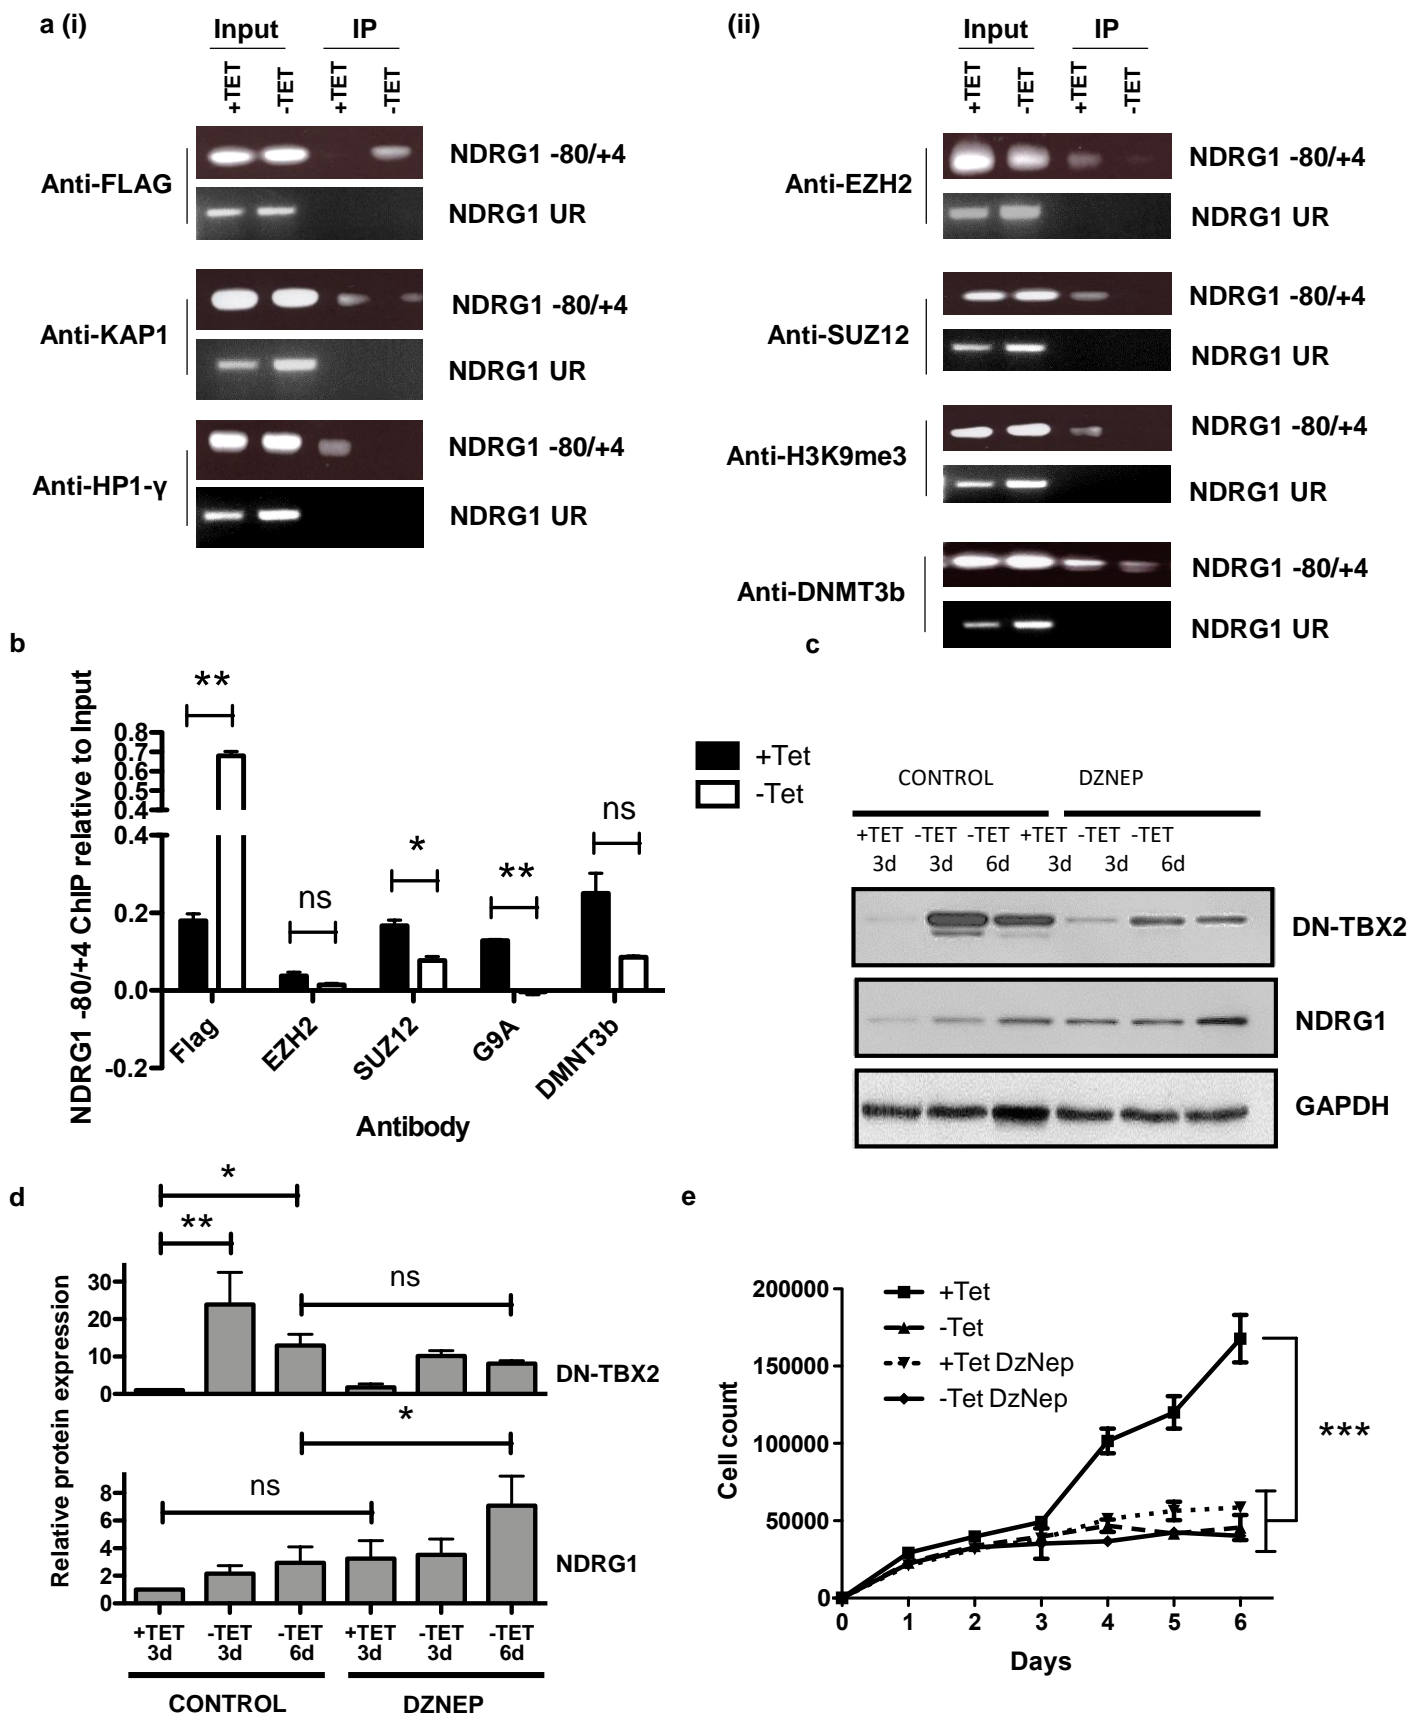 a (i)
Input IP
+TET -TET +TET -TET
Anti-FLAG
NDRG1 -80/+4
NDRG1 UR
Anti-KAP1
NDRG1 -80/+4
NDRG1 UR
Anti-HP1-γ
NDRG1 -80/+4
NDRG1 UR
(ii)
Input IP
+TET -TET +TET -TET
Anti-EZH2
NDRG1 -80/+4
NDRG1 UR
Anti-SUZ12
NDRG1 -80/+4
NDRG1 UR
Anti-H3K9me3
NDRG1 -80/+4
NDRG1 UR
Anti-DNMT3b
NDRG1 -80/+4
NDRG1 UR
b
NDRG1 -80/+4 ChIP relative to Input
0.8
0.7
0.6
0.5
0.4
0.4
0.2
0.0
-0.2
** ns * ** ns
Flag EZH2 SUZ12 G9A DMNT3b
Antibody
+Tet
-Tet
c
CONTROL DZNEP
+TET -TET -TET +TET -TET -TET
3d 3d 6d 3d 3d 6d
DN-TBX2
NDRG1
GAPDH
d
Relative protein expression
*
**
ns
30
20
10
0
DN-TBX2
*
ns
8
6
4
2
0
NDRG1
+TET -TET -TET +TET -TET -TET
3d 3d 6d 3d 3d 6d
CONTROL DZNEP
e
Cell count
200000
150000
100000
50000
0
+Tet
-Tet
+Tet DzNep
-Tet DzNep
***
0 1 2 3 4 5 6
Days